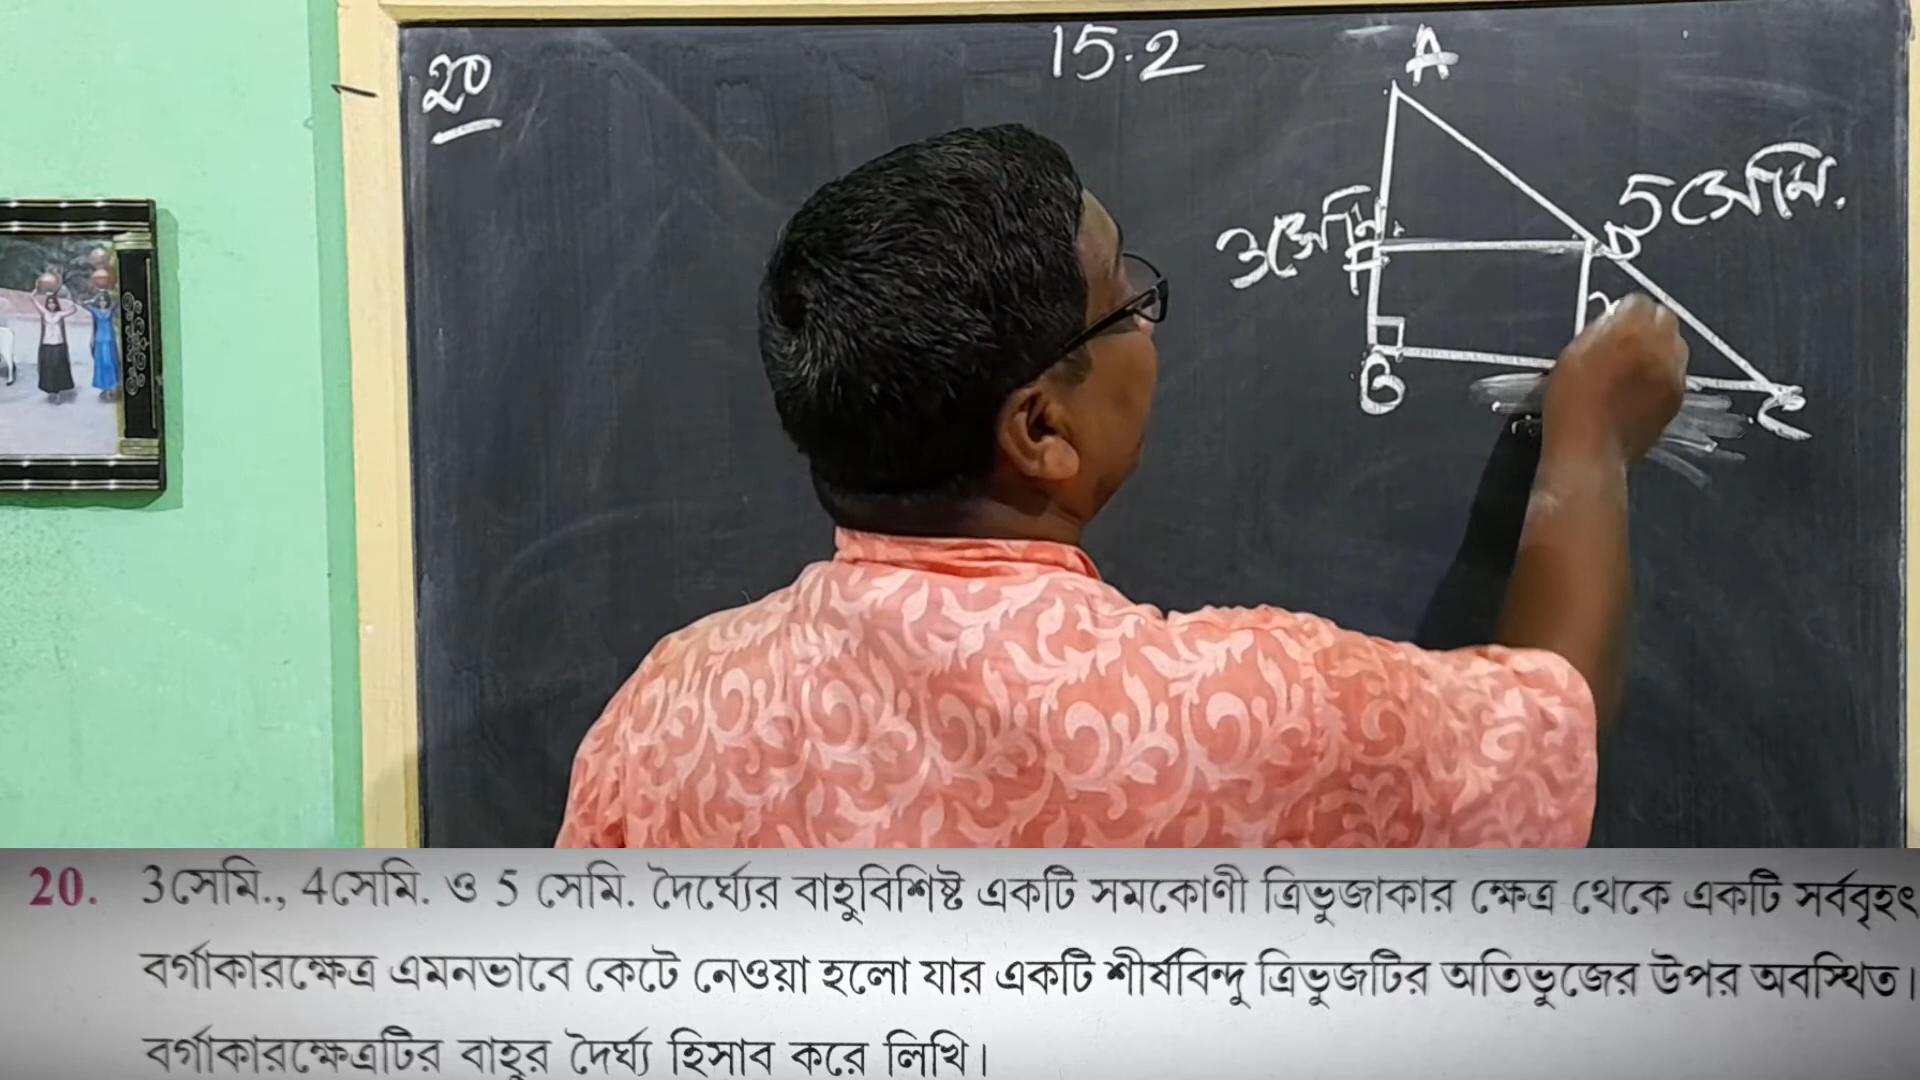 20
15.2
A
3সেমি.
5সেমি.
F
D
x
B
C
20. 3সেমি., 4সেমি. ও 5 সেমি. দৈর্ঘ্যের বাহুবিশিষ্ট একটি সমকোণী ত্রিভুজাকার ক্ষেত্র থেকে একটি সর্ববৃহৎ
বর্গাকারক্ষেত্র এমনভাবে কেটে নেওয়া হলো যার একটি শীর্ষবিন্দু ত্রিভুজটির অতিভুজের উপর অবস্থিত।
বর্গাকারক্ষেত্রটির বাহুর দৈর্ঘ্য হিসাব করে লিখি।